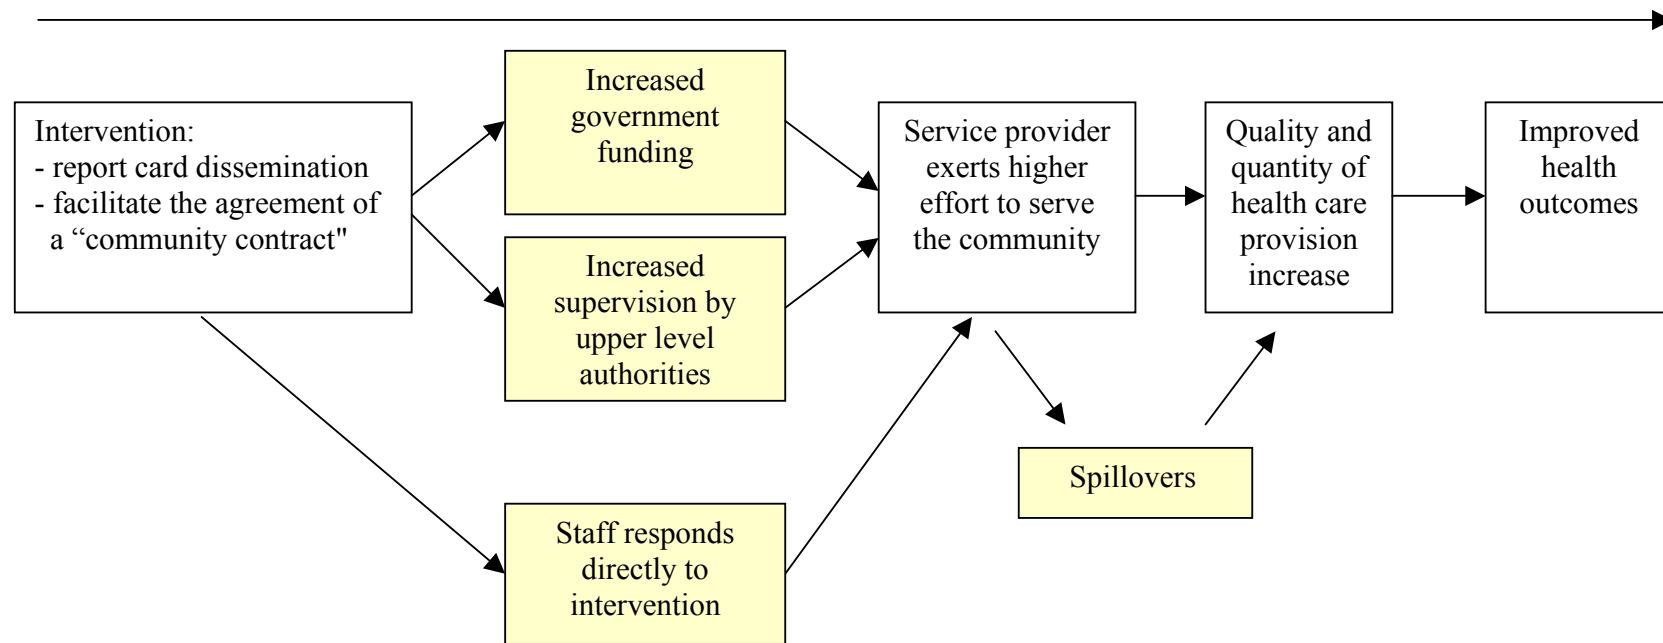 Intervention:
- report card dissemination
- facilitate the agreement of
a “community contract"
Increased
government
funding
Increased
supervision by
upper level
authorities
Staff responds
directly to
intervention
Service provider
exerts higher
effort to serve
the community
Spillovers
Quality and
quantity of
health care
provision
increase
Improved
health
outcomes